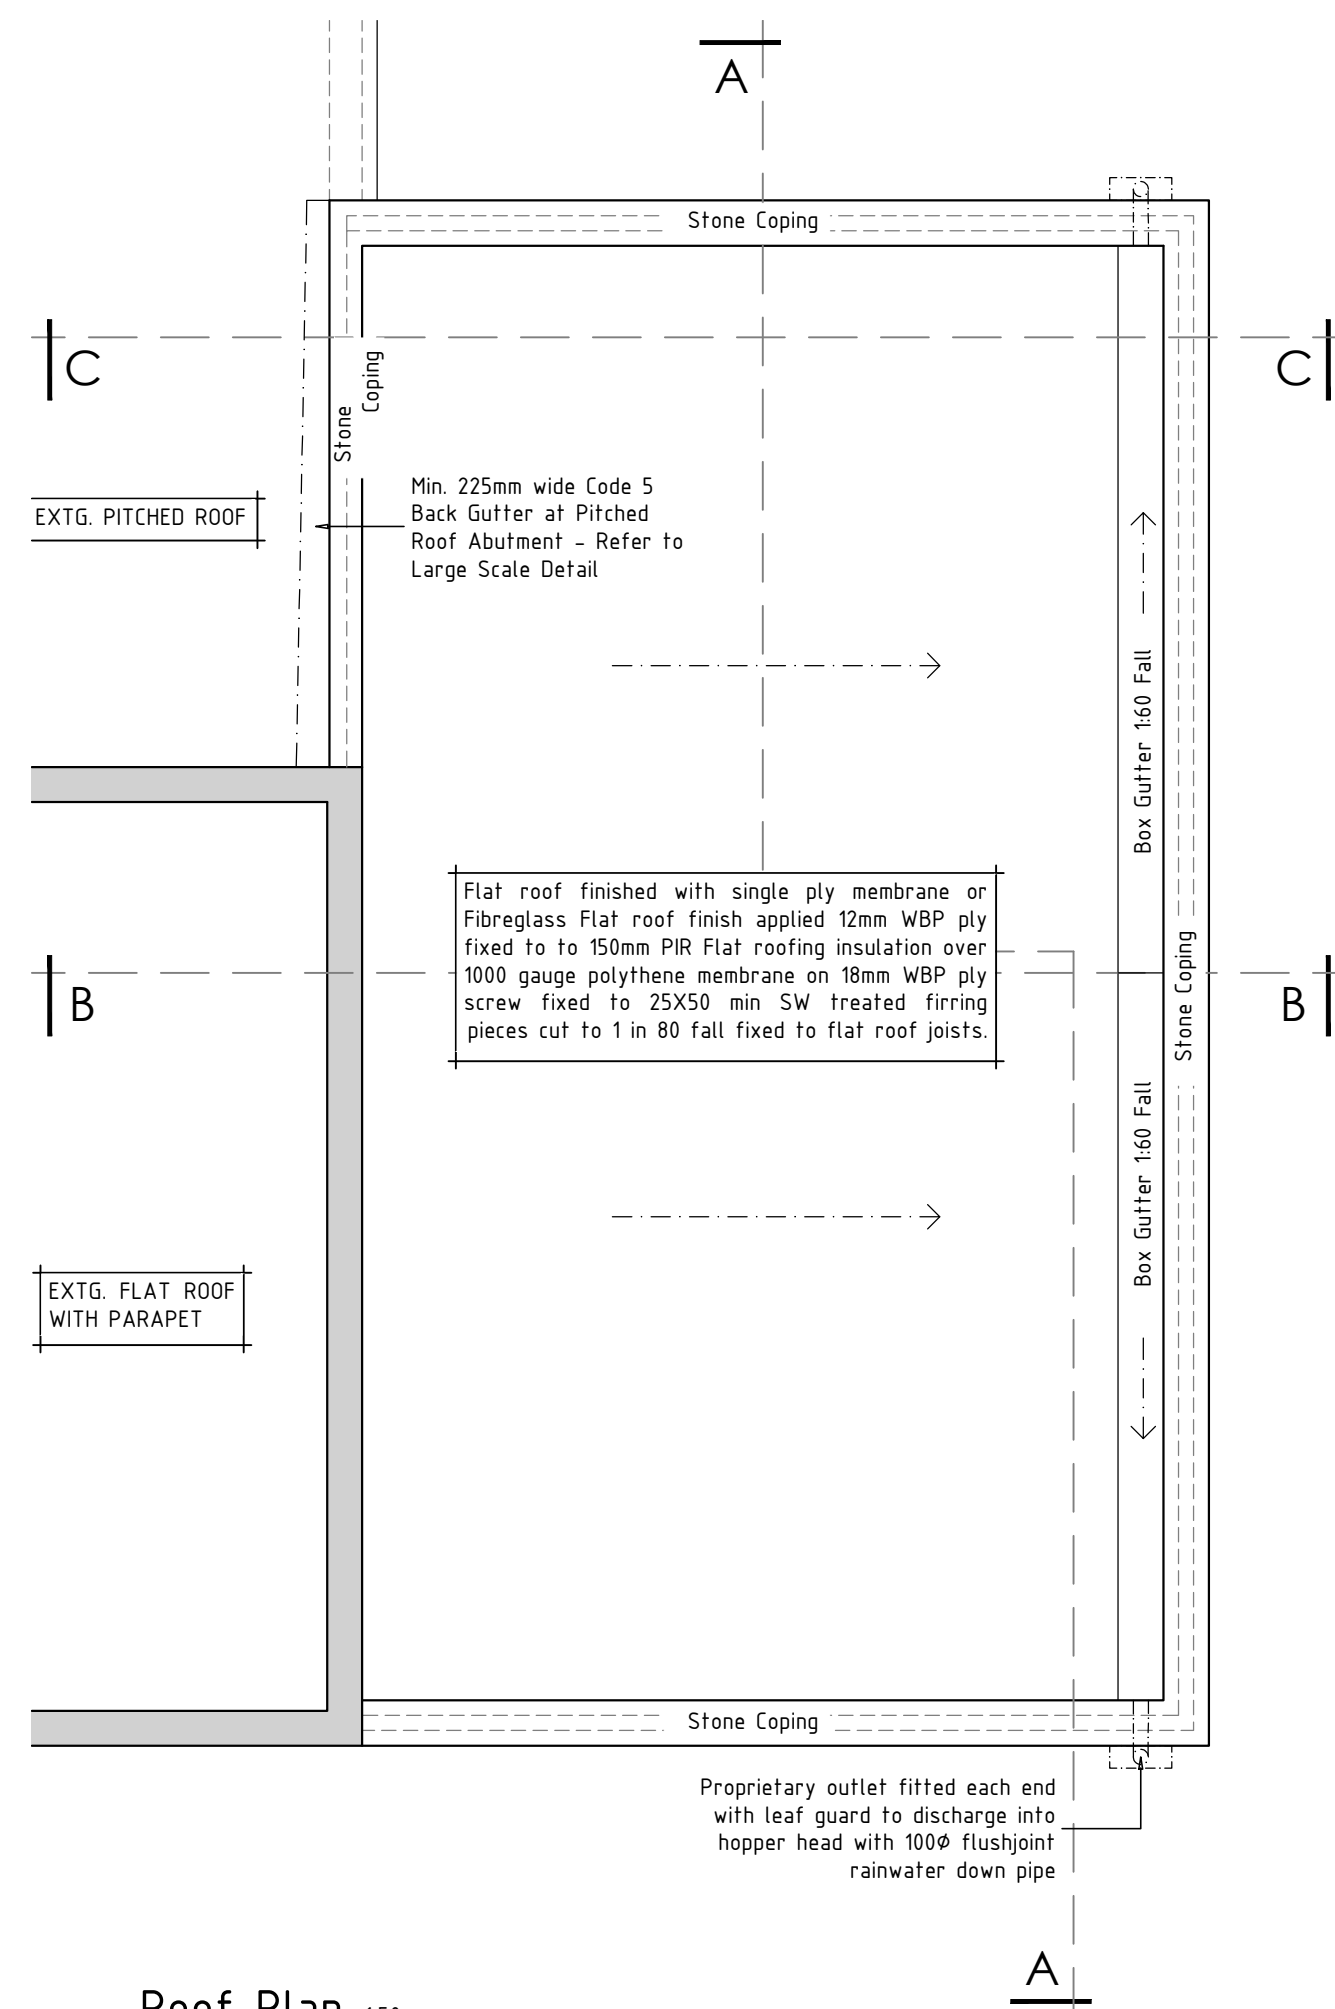 A
Stone Coping
C
C
Stone Coping
Min. 225mm wide Code 5
Back Gutter at Pitched
Roof Abutment - Refer to
Large Scale Detail
EXTG. PITCHED ROOF
Box Gutter 1:60 Fall
Flat roof finished with single ply membrane or
Fibreglass Flat roof finish applied 12mm WBP ply
fixed to to 150mm PIR Flat roofing insulation over
1000 gauge polythene membrane on 18mm WBP ply
screw fixed to 25X50 min SW treated firring
pieces cut to 1 in 80 fall fixed to flat roof joists.
Stone Coping
B
B
Box Gutter 1:60 Fall
EXTG. FLAT ROOF
WITH PARAPET
Stone Coping
Proprietary outlet fitted each end
with leaf guard to discharge into
hopper head with 100Ø flushjoint
rainwater down pipe
A
Roof Plan